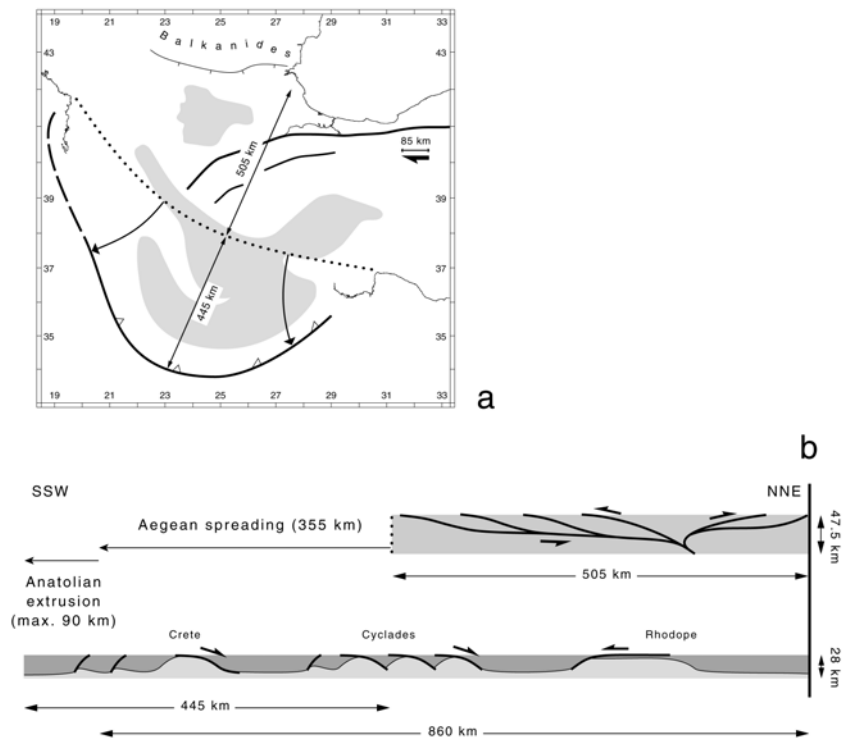 19 21 23 25 27 29 31 33
43 43
Balkanides
85 km
505 km
39 39
37 37
445 km
35 35
19 21 23 25 27 29 31 33
a
b
SSW NNE
Aegean spreading (355 km)
47.5 km
505 km
Anatolian
extrusion
(max. 90 km)
Crete Cyclades Rhodope
28 km
445 km
860 km